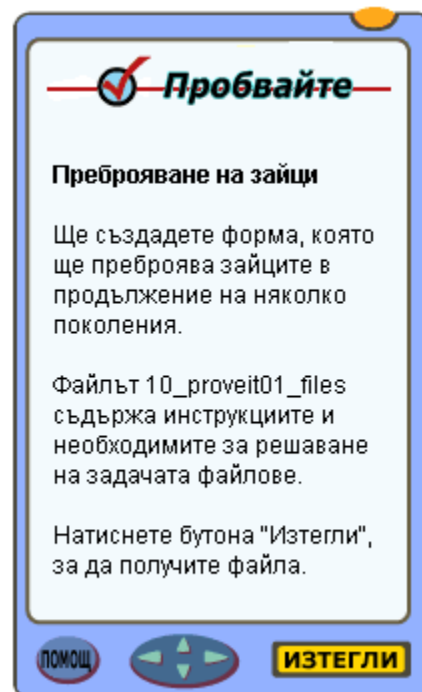 Пробвайте
Преброяване на зайци
Ще създадете форма, която
ще преброява зайците в
продължение на няколко
поколения.
Файлът 10_proveit01_files
съдържа инструкциите и
необходимите за решаване
на задачата файлове.
Натиснете бутона "Изтегли",
за да получите файла.
ПОМОЩ
ИЗТЕГЛИ